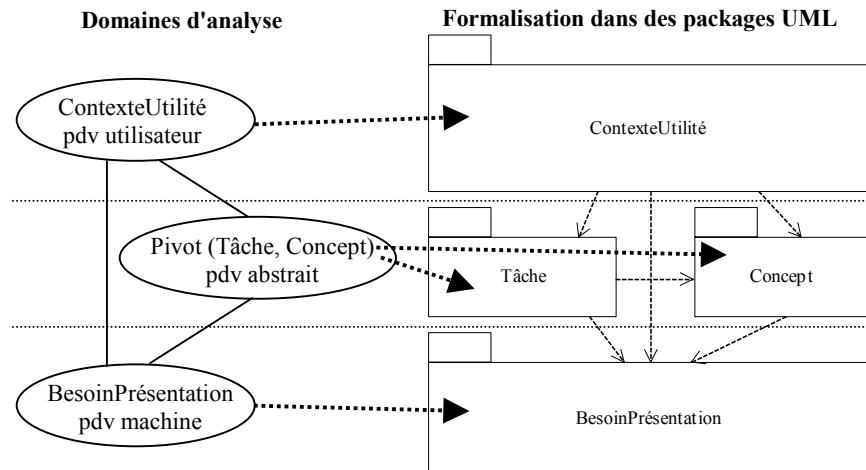 Domaines d'analyse
Formalisation dans des packages UML
ContexteUtilité
pdv utilisateur
ContexteUtilité
Pivot (Tâche, Concept)
pdv abstrait
Tâche
Concept
BesoinPrésentation
pdv machine
BesoinPrésentation